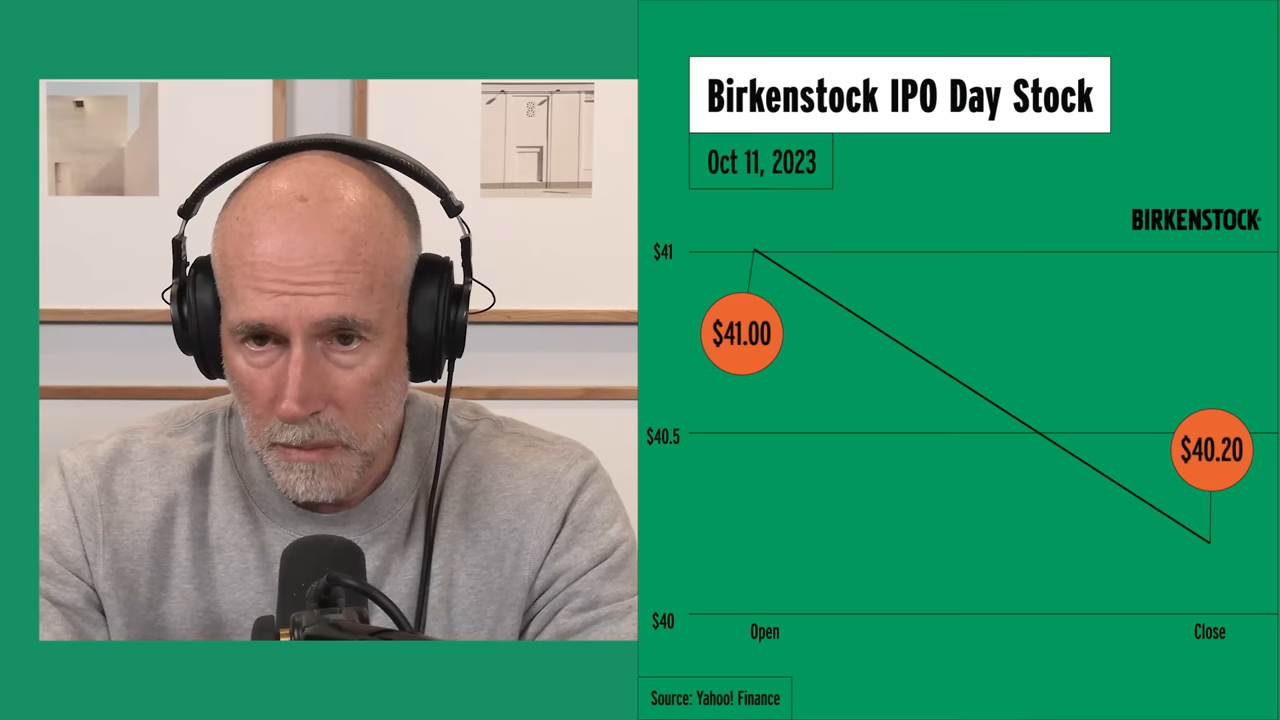 Birkenstock IPO Day Stock
Oct 11, 2023
BIRKENSTOCK
$41
$41.00
$40.5
$40.20
$40
Open
Close
Source: Yahoo! Finance